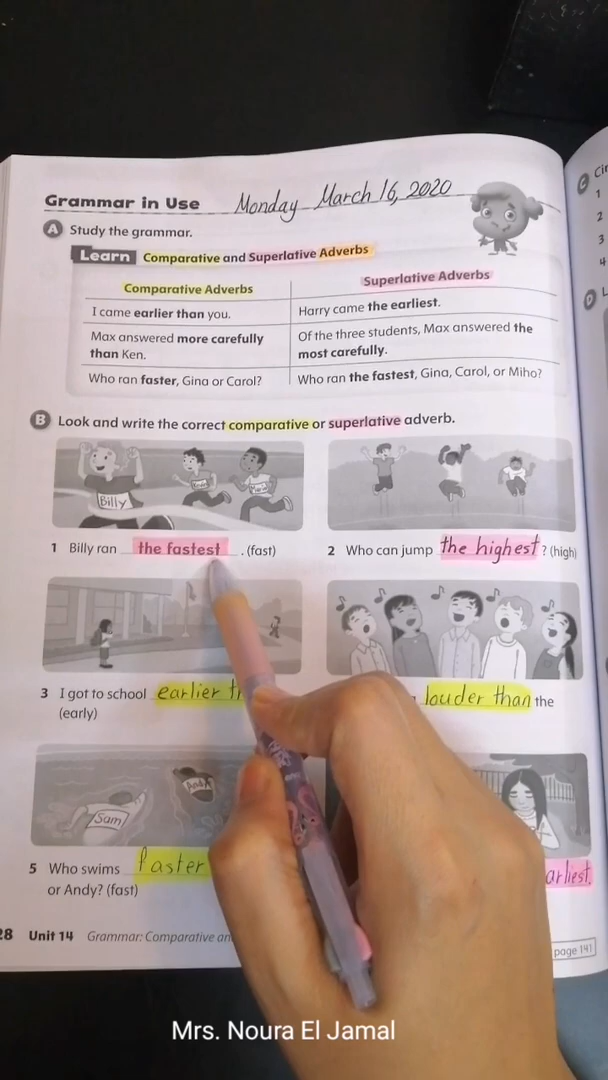 Grammar in Use Monday March 16, 2020
A Study the grammar.
Learn Comparative and Superlative Adverbs
Comparative Adverbs Superlative Adverbs
I came earlier than you. Harry came the earliest.
Max answered more carefully than Ken. Of the three students, Max answered the most carefully.
Who ran faster, Gina or Carol? Who ran the fastest, Gina, Carol, or Miho?
B Look and write the correct comparative or superlative adverb.
Billy
1 Billy ran the fastest. (fast)
2 Who can jump the highest? (high)
3 I got to school earlier
(early)
louder than the
Sam
Andy
5 Who swims faster
or Andy? (fast)
arliest.
28 Unit 14 Grammar: Comparative an
page 141
C Cir
1
2
3
4
D L
Mrs. Noura El Jamal